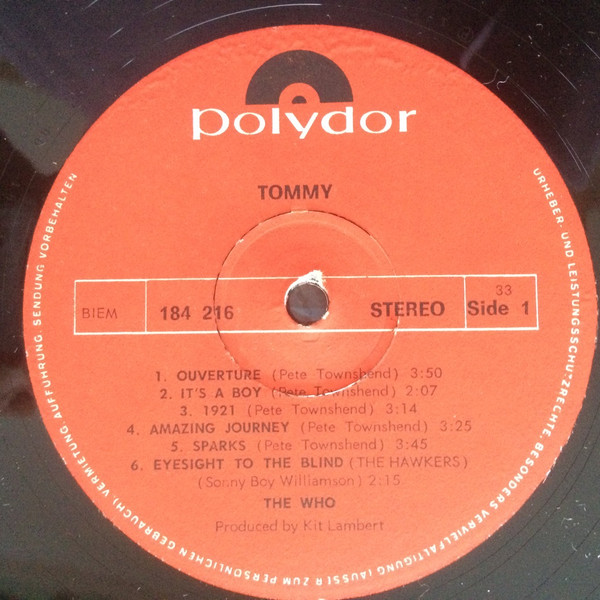 polydor
TOMMY
BIEM 184 216 STEREO 33 Side 1
1. OUVERTURE (Pete Townshend) 3:50
2. IT'S A BOY (Pete Townshend) 2:07
3. 1921 (Pete Townshend) 3:14
4. AMAZING JOURNEY (Pete Townshend) 3:25
5. SPARKS (Pete Townshend) 3:45
6. EYESIGHT TO THE BLIND (THE HAWKERS)
(Sonny Boy Williamson) 2:15
THE WHO
Produced by Kit Lambert
URHEBER- UND LEISTUNGSSCHUTZRECHTE, BESONDERS VERVIELFÄLTIGUNG (AUSSER ZUM PERSÖNLICHEN GEBRAUCH), VERMIETUNG, AUFFÜHRUNG, SENDUNG VORBEHALTEN